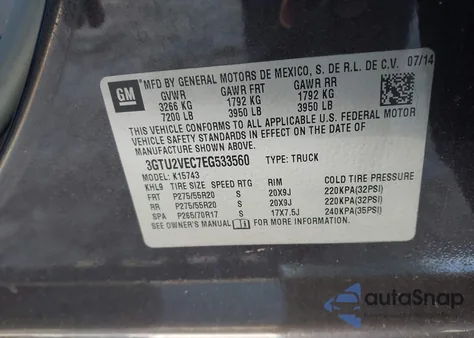 GM
MFD BY GENERAL MOTORS DE MEXICO, S. DE R.L. DE C.V. 07/14
GVWR GAWR FRT GAWR RR
3266 KG 1792 KG 1792 KG
7200 LB 3950 LB 3950 LB
THIS VEHICLE CONFORMS TO ALL APPLICABLE U.S. FEDERAL MOTOR
VEHICLE SAFETY STANDARDS IN EFFECT ON THE DATE OF
MANUFACTURE SHOWN ABOVE.
3GTU2VEC7EG533560 TYPE: TRUCK
MODEL: K15743
KHL9 TIRE SIZE SPEED RTG RIM COLD TIRE PRESSURE
FRT P275/55R20 S 20X9J 220KPA(32PSI)
RR P275/55R20 S 20X9J 220KPA(32PSI)
SPA P265/70R17 S 17X7.5J 240KPA(35PSI)
SEE OWNER'S MANUAL
autoSnap